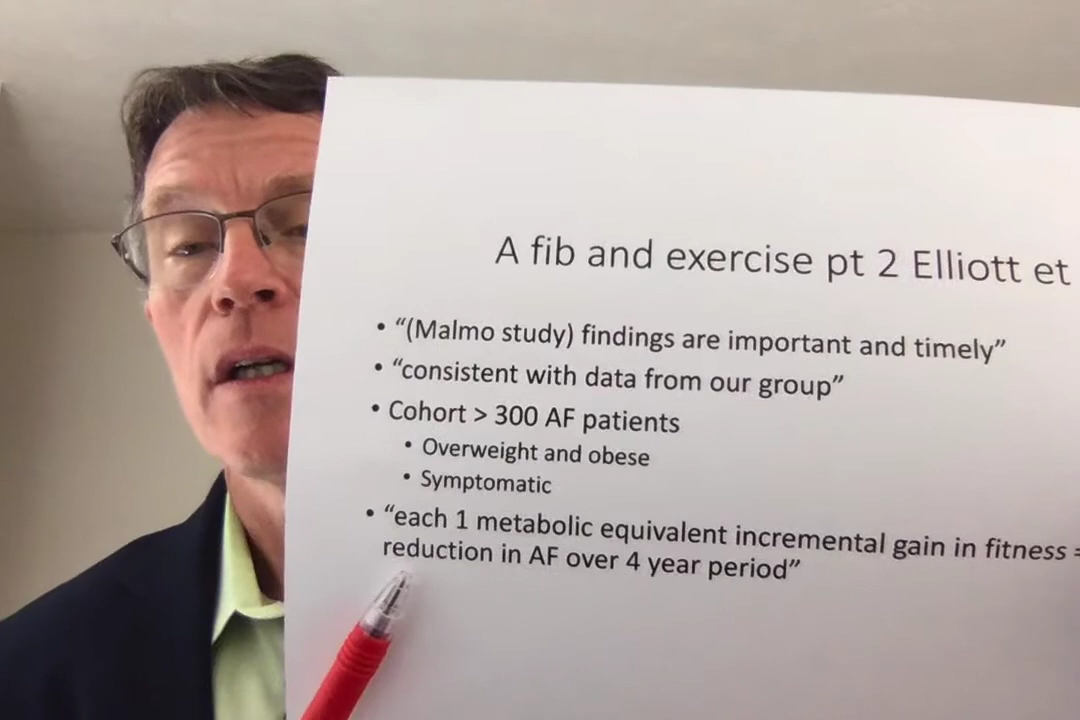 A fib and exercise pt 2 Elliott et
• “(Malmo study) findings are important and timely”
• “consistent with data from our group”
• Cohort > 300 AF patients
• Overweight and obese
• Symptomatic
• “each 1 metabolic equivalent incremental gain in fitness =
reduction in AF over 4 year period”